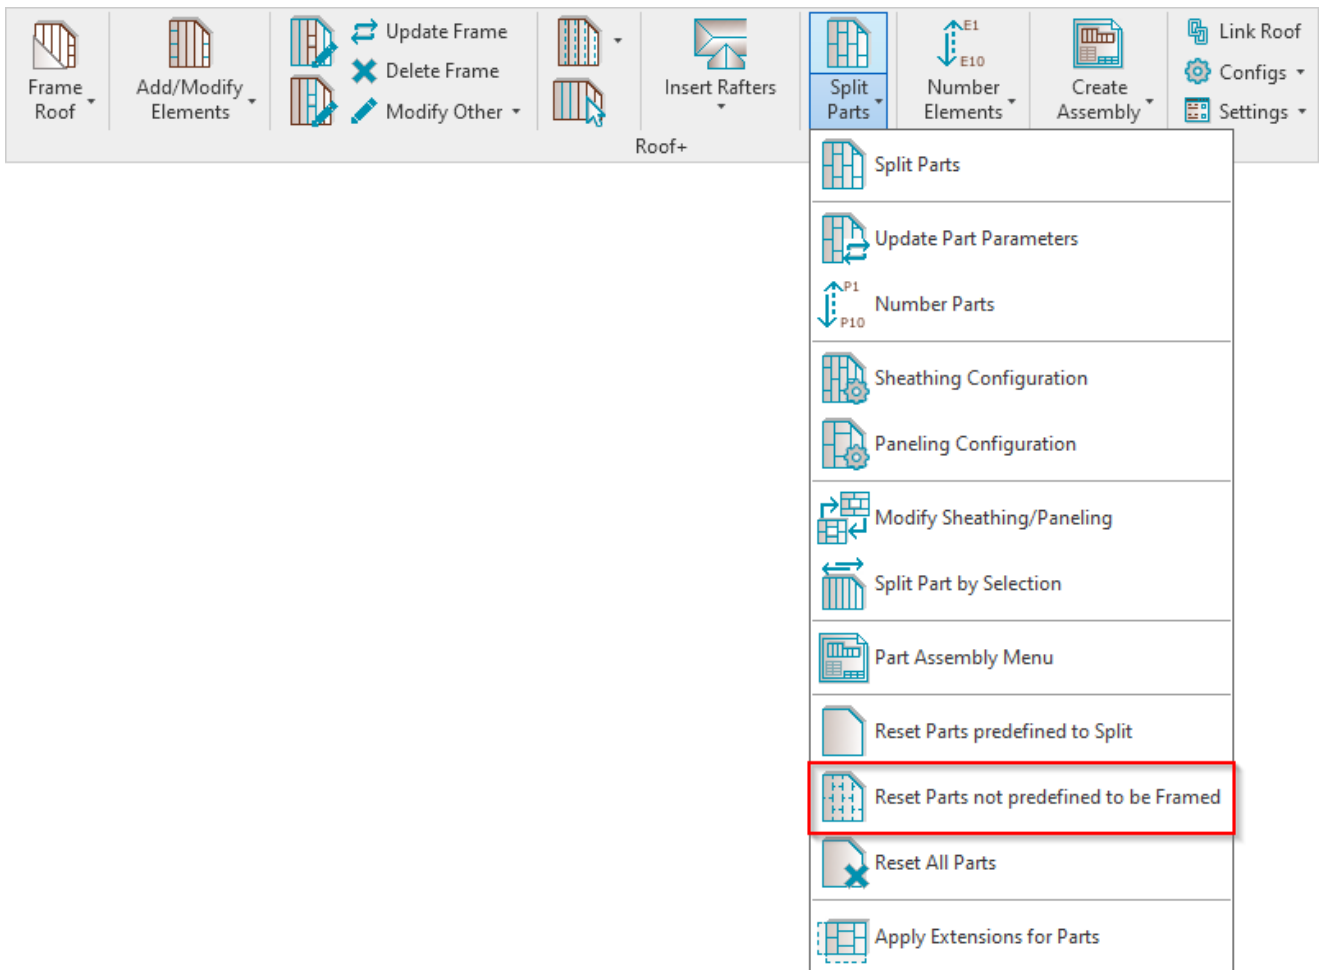 Frame
Roof
Add/Modify
Elements
Update Frame
Delete Frame
Modify Other
Insert Rafters
Split
Parts
E1
E10
Number
Elements
Create
Assembly
Link Roof
Configs
Settings
Roof+
Split Parts
Update Part Parameters
P1
P10
Number Parts
Sheathing Configuration
Paneling Configuration
Modify Sheathing/Paneling
Split Part by Selection
Part Assembly Menu
Reset Parts predefined to Split
Reset Parts not predefined to be Framed
Reset All Parts
Apply Extensions for Parts